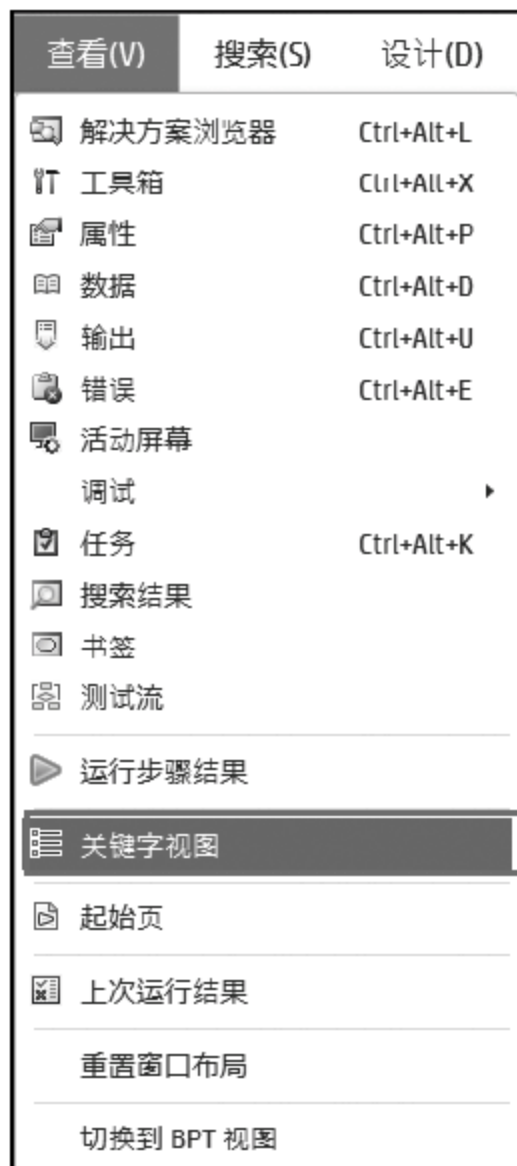 查看(V) 搜索(S) 设计(D)
解决方案浏览器 Ctrl+Alt+L
工具箱 Ctrl+Alt+X
属性 Ctrl+Alt+P
数据 Ctrl+Alt+D
输出 Ctrl+Alt+U
错误 Ctrl+Alt+E
活动屏幕
调试
任务 Ctrl+Alt+K
搜索结果
书签
测试流
运行步骤结果
关键字视图
起始页
上次运行结果
重置窗口布局
切换到 BPT 视图